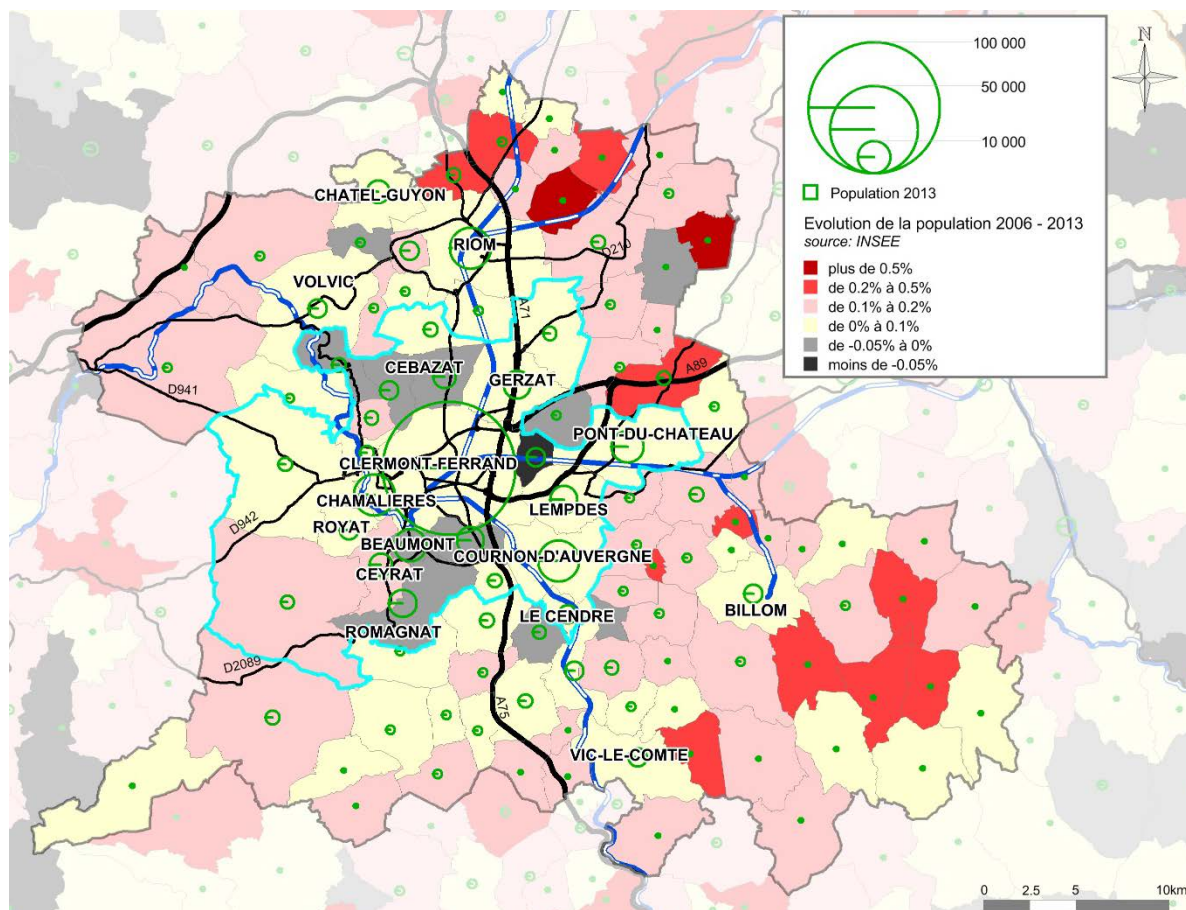 100 000
50 000
10 000
Population 2013
Evolution de la population 2006 - 2013
source: INSEE
plus de 0.5%
de 0.2% à 0.5%
de 0.1% à 0.2%
de 0% à 0.1%
de -0.05% à 0%
moins de -0.05%
N
CHATEL-GUYON
RIOM
D210
VOLVIC
A71
CEBAZAT
GERZAT
A89
D941
PONT-DU-CHATEAU
CLERMONT-FERRAND
CHAMALIERES
LEMPDES
D942
ROYAT
BEAUMONT
COURNON-D'AUVERGNE
CEYRAT
BILLOM
LE CENDRE
ROMAGNAT
D2089
A75
VIC-LE-COMTE
0 2.5 5 10km